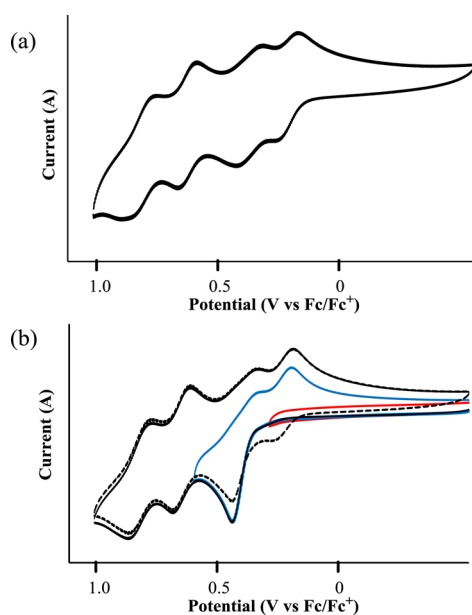 (a)
Current (A)
1.0 0.5 0
Potential (V vs Fc/Fc⁺)
(b)
Current (A)
1.0 0.5 0
Potential (V vs Fc/Fc⁺)